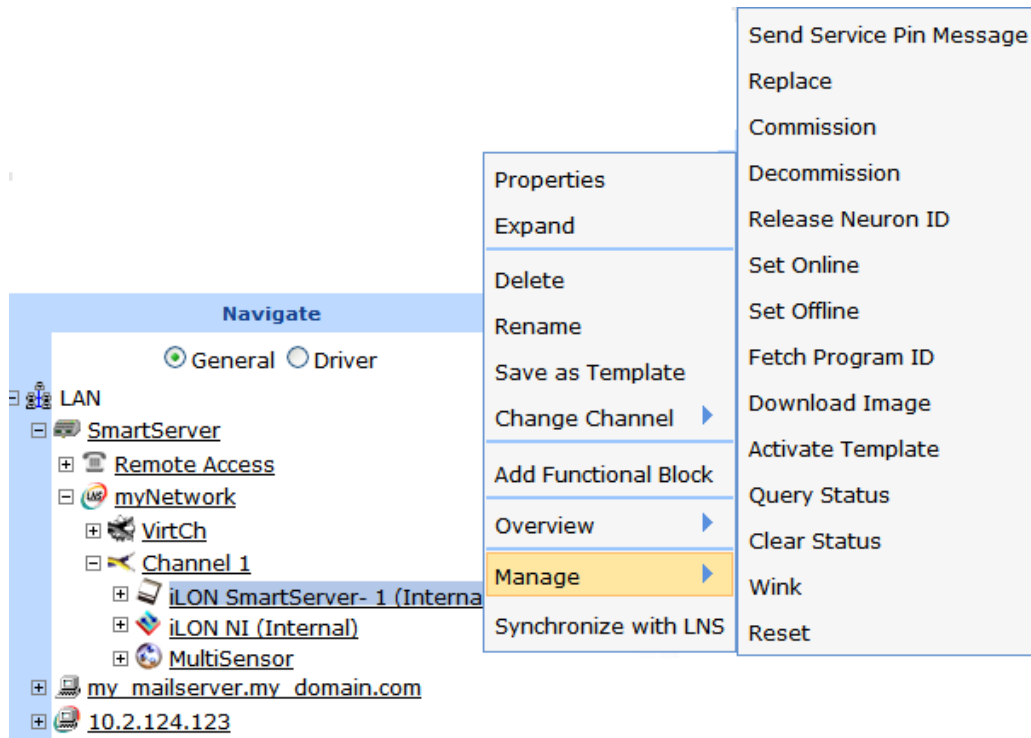 Navigate
General Driver
LAN
SmartServer
Remote Access
myNetwork
VirtCh
Channel 1
iLON SmartServer- 1 (Interna
iLON NI (Internal)
MultiSensor
my_mailserver.my_domain.com
10.2.124.123
Properties
Expand
Delete
Rename
Save as Template
Change Channel
Add Functional Block
Overview
Manage
Synchronize with LNS
Send Service Pin Message
Replace
Commission
Decommission
Release Neuron ID
Set Online
Set Offline
Fetch Program ID
Download Image
Activate Template
Query Status
Clear Status
Wink
Reset